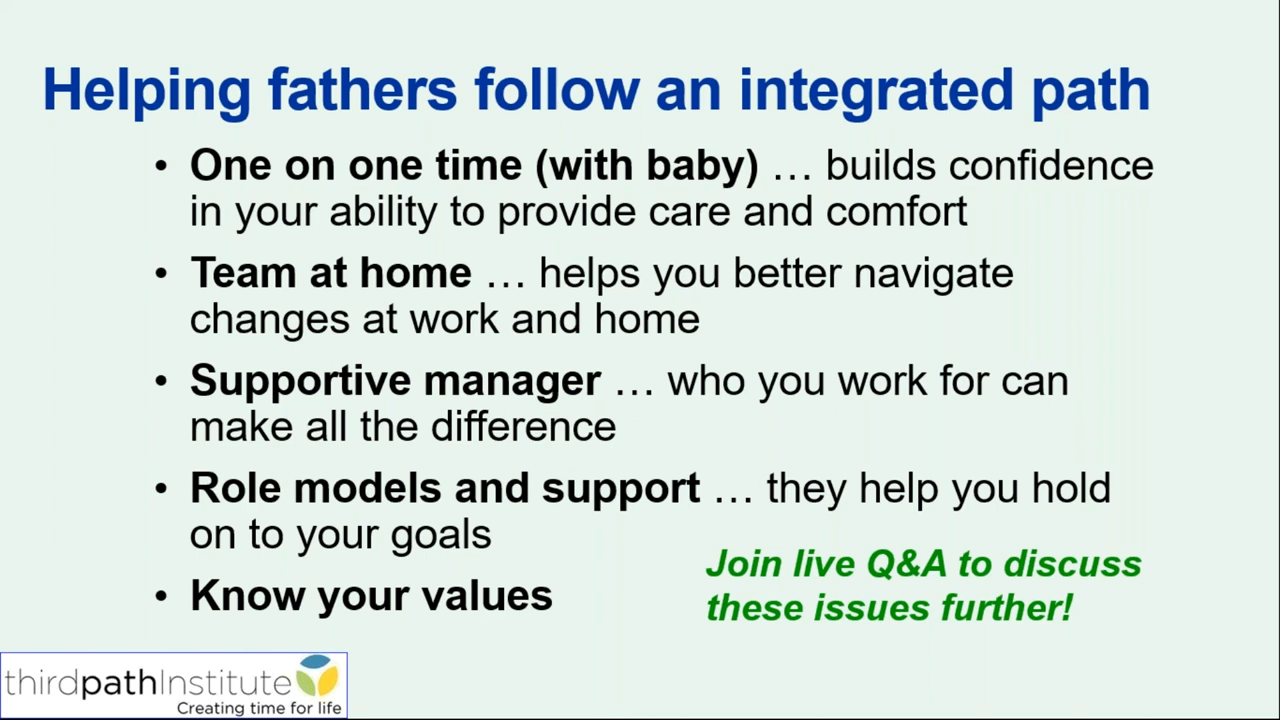 Helping fathers follow an integrated path
• One on one time (with baby) … builds confidence
in your ability to provide care and comfort
• Team at home … helps you better navigate
changes at work and home
• Supportive manager … who you work for can
make all the difference
• Role models and support … they help you hold
on to your goals
• Know your values
Join live Q&A to discuss
these issues further!
thirdpathInstitute
Creating time for life